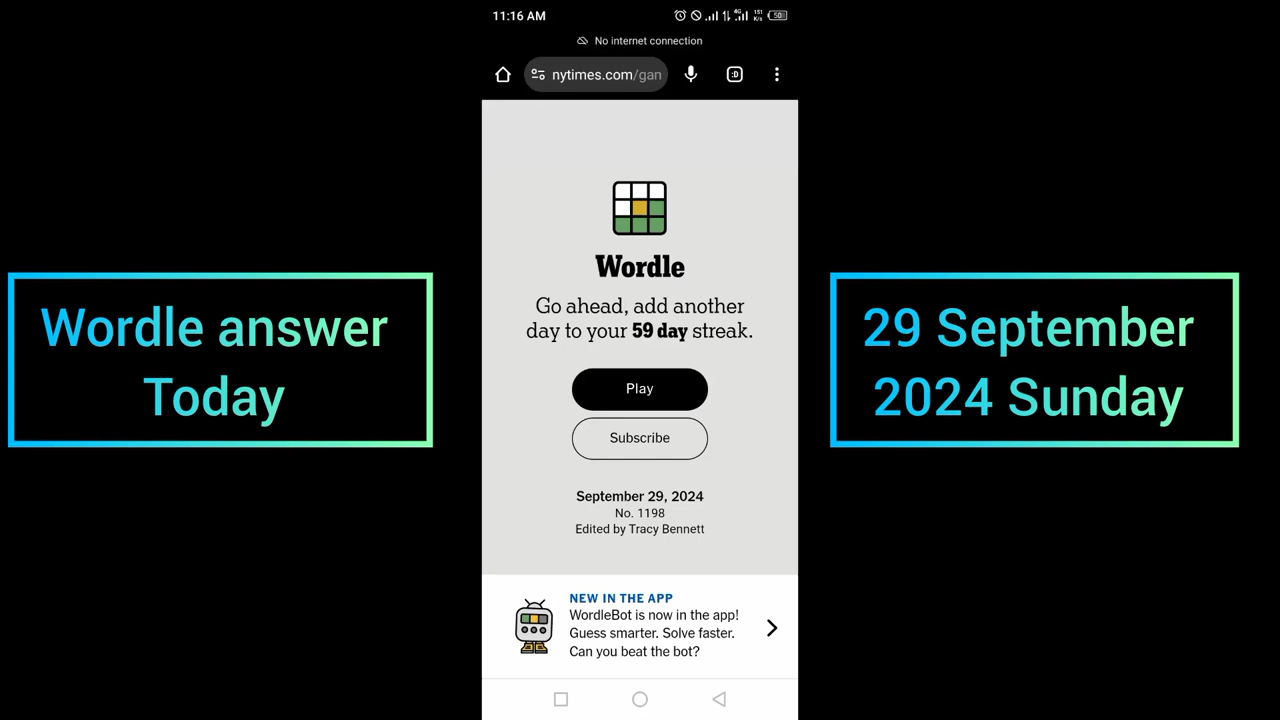 11:16 AM
4G
151
K/s
50
No internet connection
nytimes.com/gan
:D
Wordle
Go ahead, add another
day to your 59 day streak.
Play
Subscribe
September 29, 2024
No. 1198
Edited by Tracy Bennett
NEW IN THE APP
WordleBot is now in the app!
Guess smarter. Solve faster.
Can you beat the bot?
Wordle answer
Today
29 September
2024 Sunday